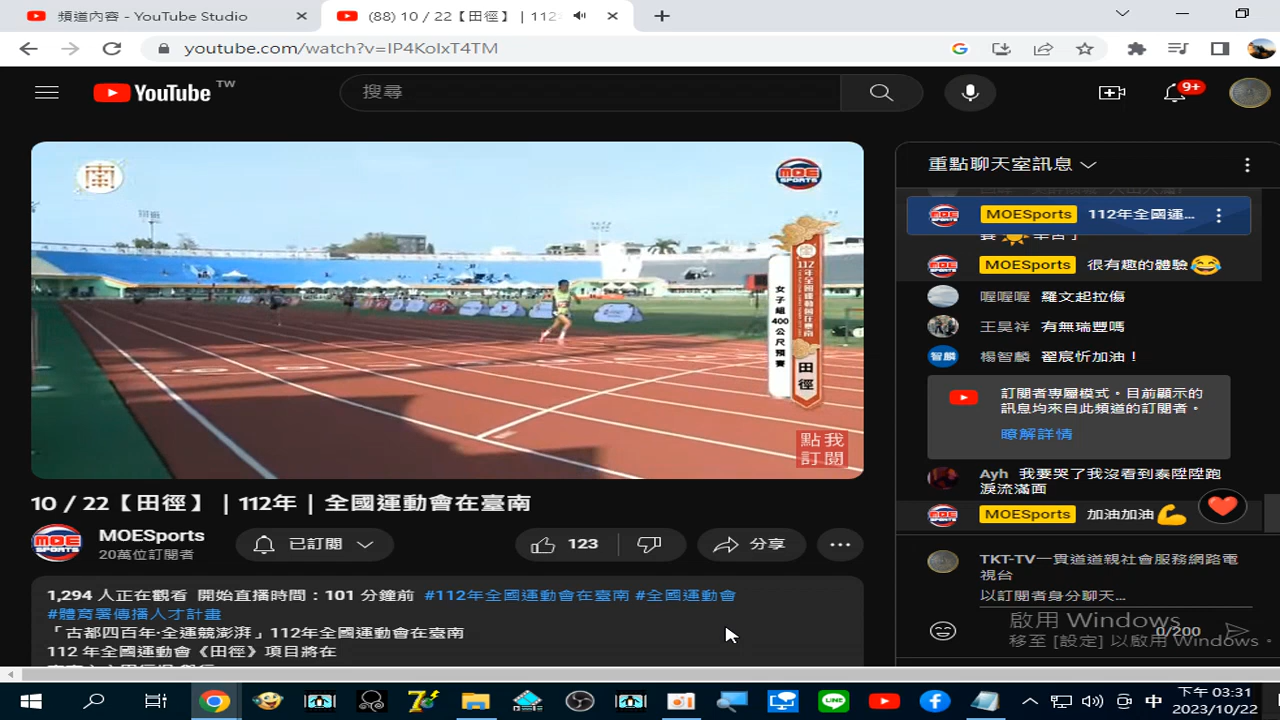 頻道內容 - YouTube Studio
(88) 10 / 22【田徑】 | 112
youtube.com/watch?v=IP4KoIxT4TM
YouTube TW
搜尋
9+
南
MOE SPORTS
112年全國運動會在臺南
女子組400公尺預賽
田徑
點我
訂閱
10 / 22【田徑】｜112年｜全國運動會在臺南
MOESports
20萬位訂閱者
已訂閱
123
分享
1,294 人正在觀看 開始直播時間：101 分鐘前 #112年全國運動會在臺南 #全國運動會
#體育署傳播人才計畫
「古都四百年·全運競澎湃」112年全國運動會在臺南
112 年全國運動會《田徑》項目將在
重點聊天室訊息
MOESports 112年全國運...
MOESports 很有趣的體驗😂
喔喔喔 羅文起拉傷
王昊祥 有無瑞豐嗎
智麟
楊智麟 翟宸忻加油！
訂閱者專屬模式。目前顯示的
訊息均來自此頻道的訂閱者。
瞭解詳情
Ayh 我要哭了我沒看到泰陞陞跑
淚流滿面
MOESports 加油加油💪
TKT-TV一貫道道親社會服務網路電
視台
以訂閱者身分聊天...
0/200
啟用 Windows
移至 [設定] 以啟用 Windows。
中
下午 03:31
2023/10/22